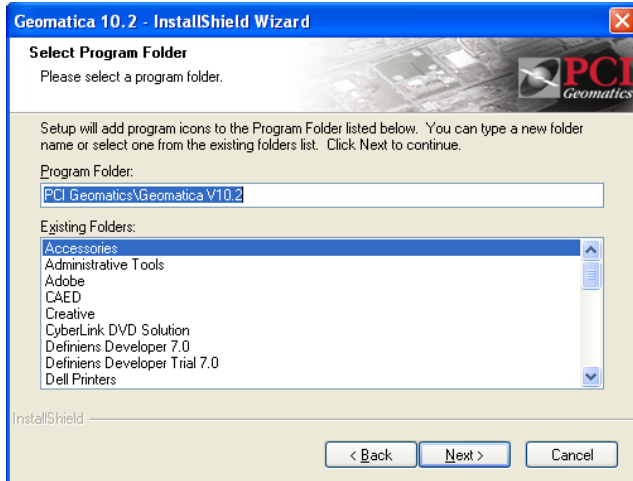 Geomatica 10.2 - InstallShield Wizard
Select Program Folder
Please select a program folder.
PCI
Geomatics
Setup will add program icons to the Program Folder listed below. You can type a new folder
name or select one from the existing folders list. Click Next to continue.
Program Folder:
PCI Geomatics\Geomatica V10.2
Existing Folders:
Accessories
Administrative Tools
Adobe
CAED
Creative
CyberLink DVD Solution
Definiens Developer 7.0
Definiens Developer Trial 7.0
Dell Printers
InstallShield
< Back Next > Cancel